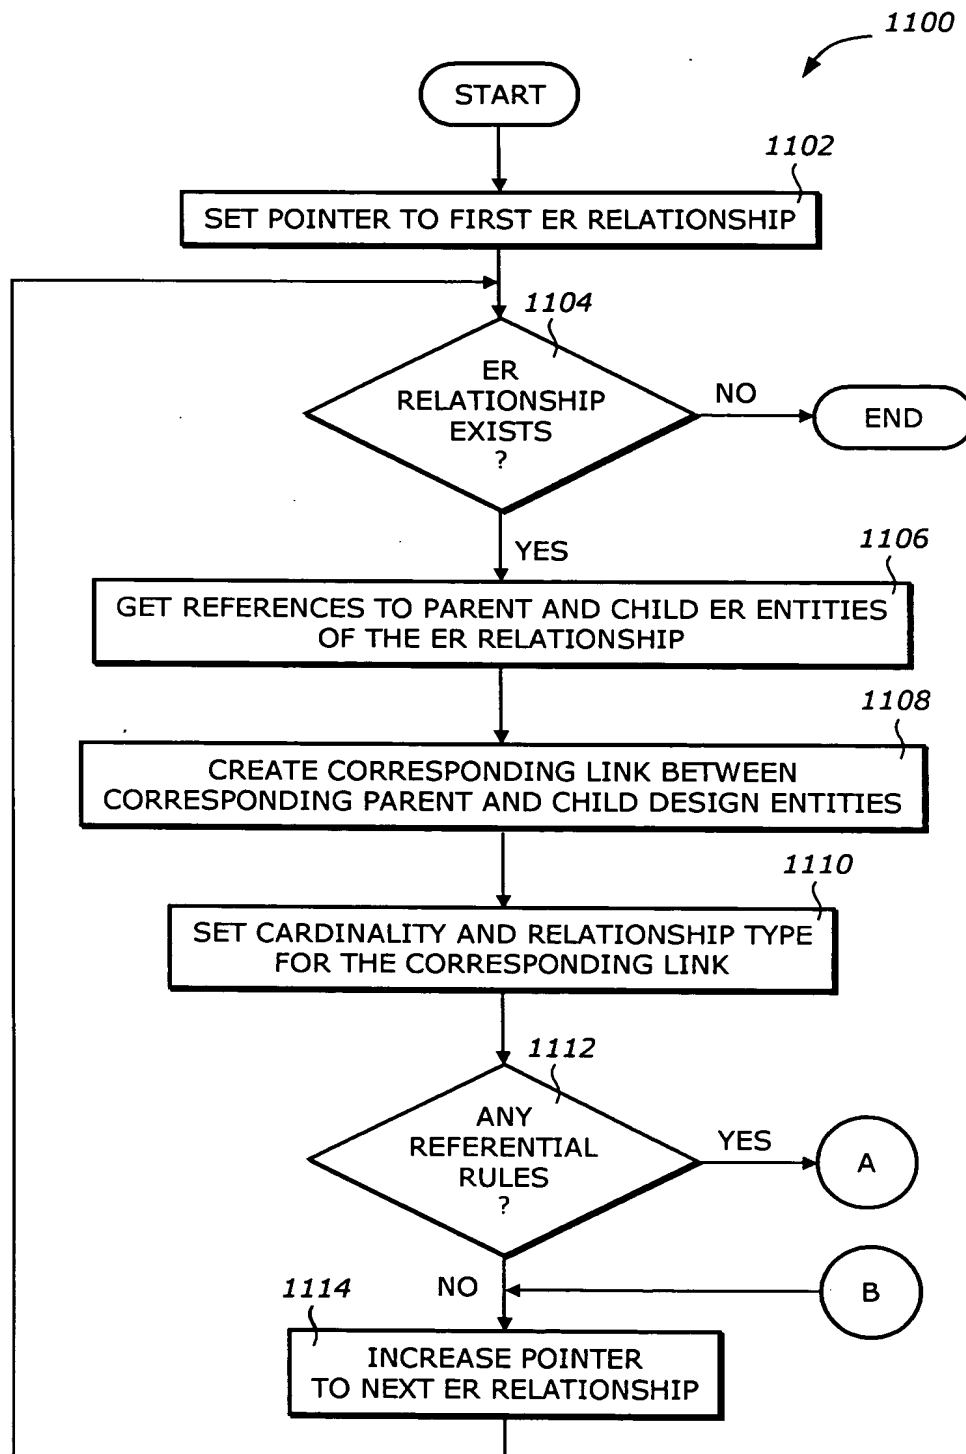 1100
START
1102
SET POINTER TO FIRST ER RELATIONSHIP
1104
ER
RELATIONSHIP
EXISTS
?
NO
END
YES
1106
GET REFERENCES TO PARENT AND CHILD ER ENTITIES
OF THE ER RELATIONSHIP
1108
CREATE CORRESPONDING LINK BETWEEN
CORRESPONDING PARENT AND CHILD DESIGN ENTITIES
1110
SET CARDINALITY AND RELATIONSHIP TYPE
FOR THE CORRESPONDING LINK
1112
ANY
REFERENTIAL
RULES
?
YES
A
NO
B
1114
INCREASE POINTER
TO NEXT ER RELATIONSHIP